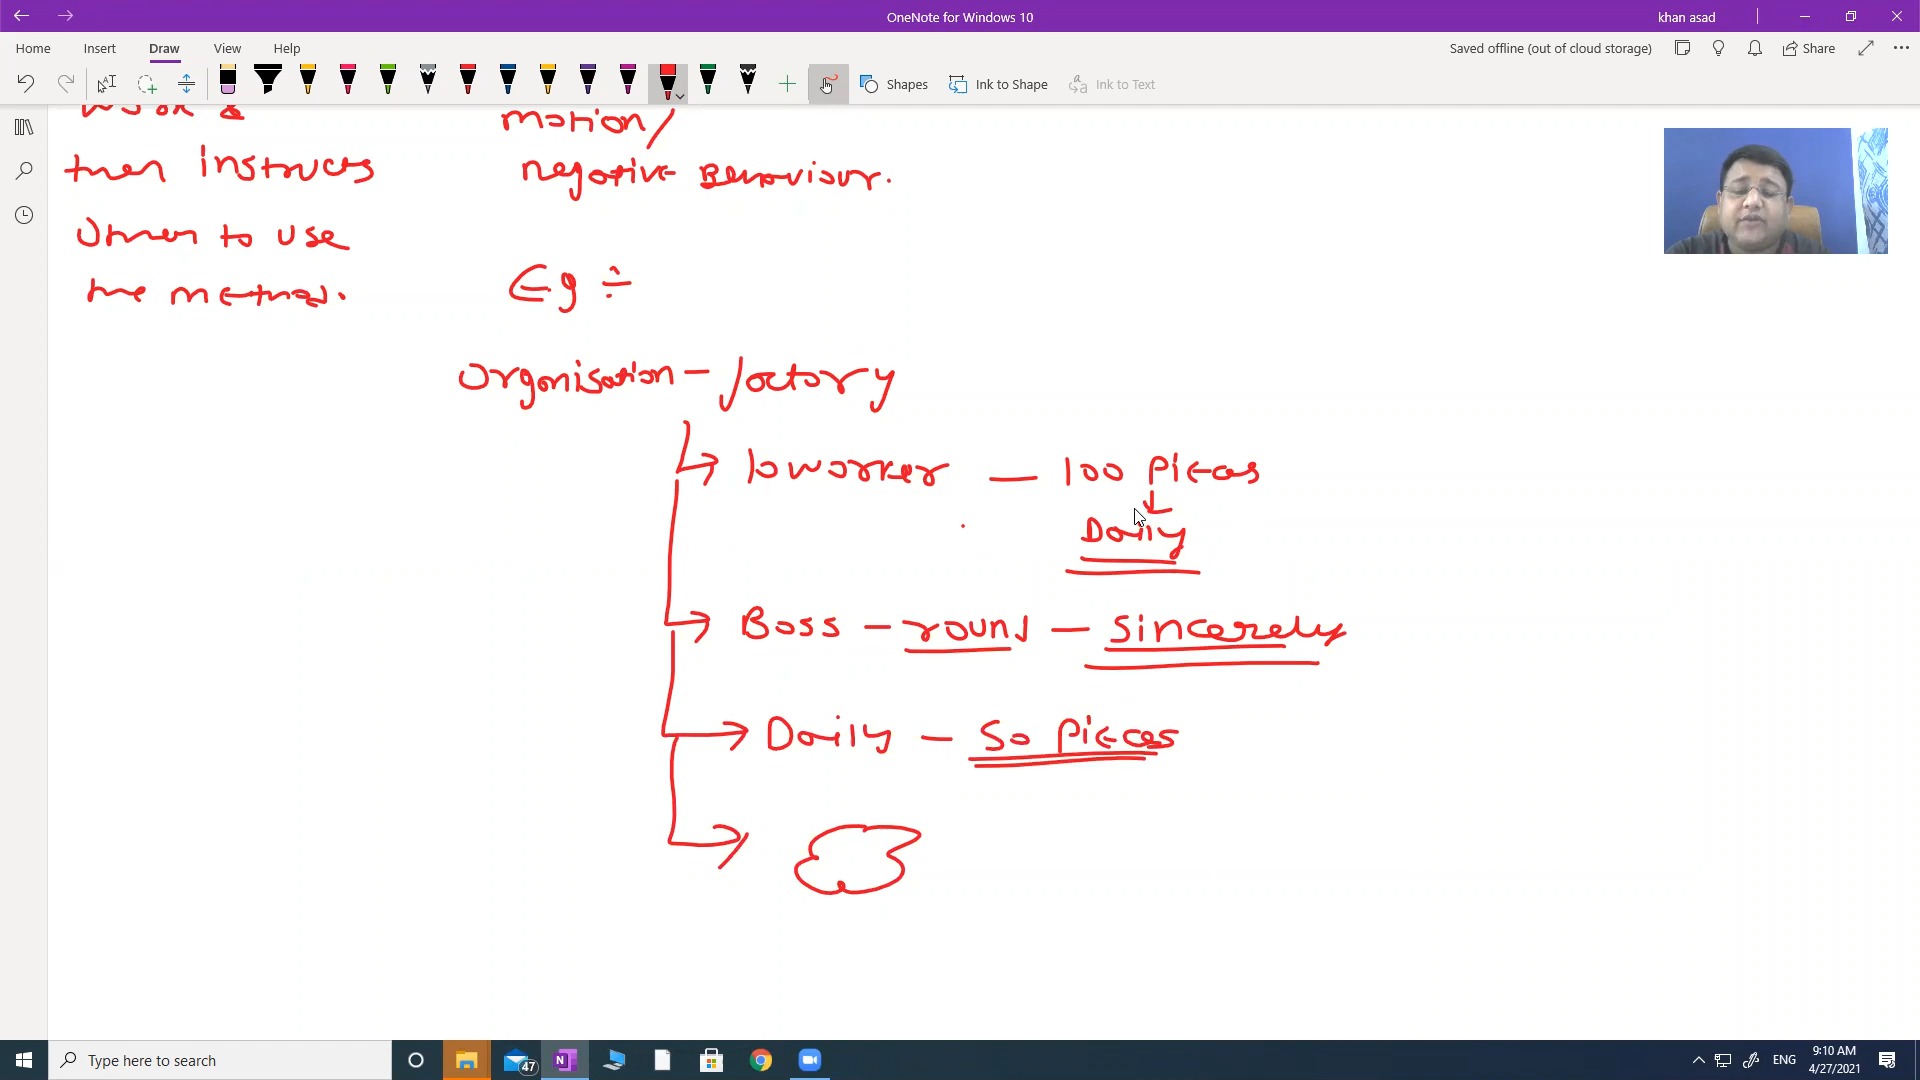 OneNote for Windows 10
khan asad
Home Insert Draw View Help
Saved offline (out of cloud storage)
Share
Shapes
Ink to Shape
Ink to Text
then instructs
other to use
the method.
motion/
negative Behaviour.
Eg ÷
Organisation - factory
10 worker — 100 Pieces
Daily
Boss - round - Sincerely
Daily - 50 Pieces
Type here to search
47
ENG
9:10 AM
4/27/2021